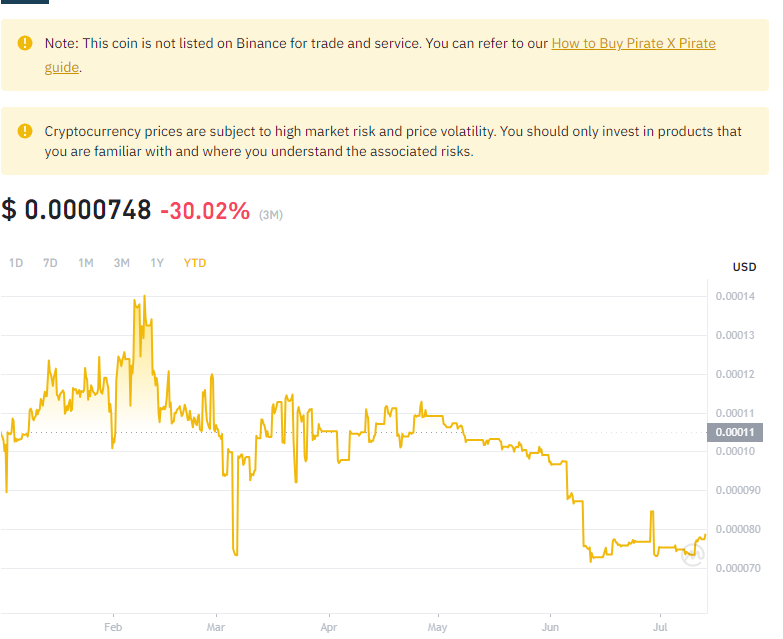 Note: This coin is not listed on Binance for trade and service. You can refer to our How to Buy Pirate X Pirate
guide.
Cryptocurrency prices are subject to high market risk and price volatility. You should only invest in products that
you are familiar with and where you understand the associated risks.
$ 0.0000748 -30.02% (3M)
1D 7D 1M 3M 1Y YTD
USD
0.00014
0.00013
0.00012
0.00011
0.00011
0.00010
0.000090
0.000080
0.000070
Feb Mar Apr May Jun Jul